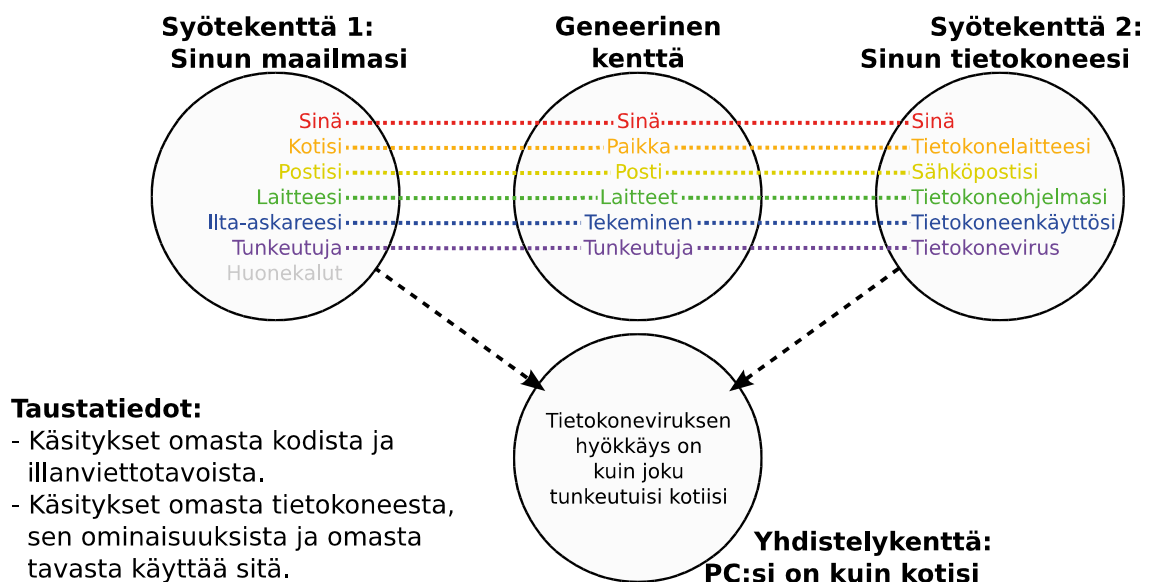 Syötekenttä 1:
Sinun maailmasi
Geneerinen
kenttä
Syötekenttä 2:
Sinun tietokoneesi
Sinä Sinä Sinä
Kotisi Paikka Tietokonelaitteesi
Postisi Posti Sähköpostisi
Laitteesi Laitteet Tietokoneohjelmasi
Ilta-askareesi Tekeminen Tietokoneenkäyttösi
Tunkeutuja Tunkeutuja Tietokonevirus
Huonekalut
Tietokoneviruksen
hyökkäys on
kuin joku
tunkeutuisi kotiisi
Taustatiedot:
- Käsitykset omasta kodista ja
illanviettotavoista.
- Käsitykset omasta tietokoneesta,
sen ominaisuuksista ja omasta
tavasta käyttää sitä.
Yhdistelykenttä:
PC:si on kuin kotisi